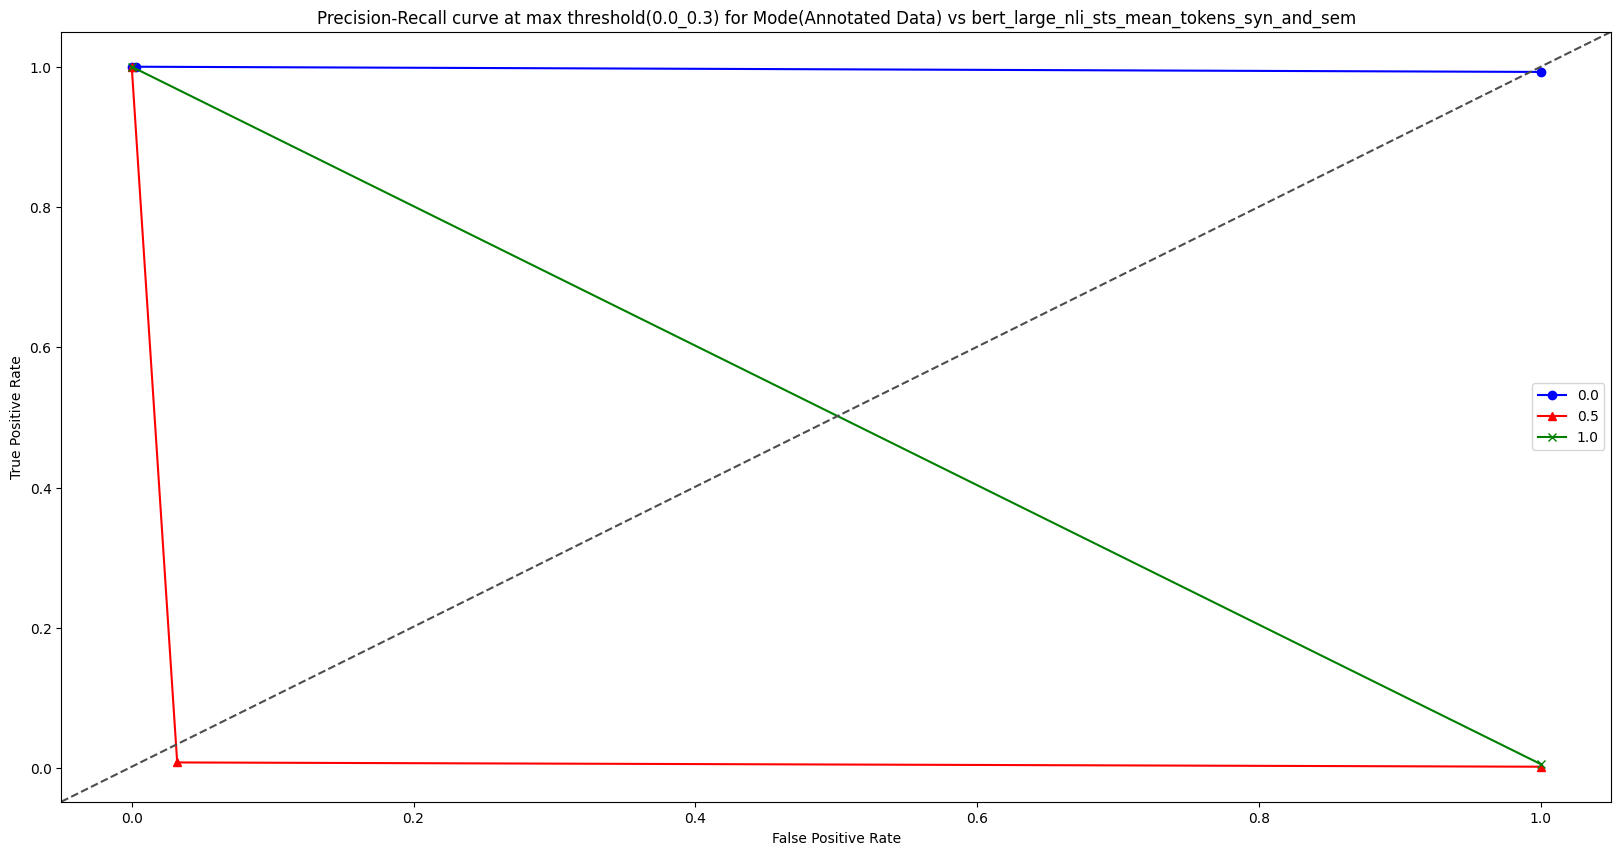 Precision-Recall curve at max threshold(0.0_0.3) for Mode(Annotated Data) vs bert_large_nli_sts_mean_tokens_syn_and_sem
1.0
0.8
0.6
0.4
0.2
0.0
True Positive Rate
0.0
0.5
1.0
0.0 0.2 0.4 0.6 0.8 1.0
False Positive Rate